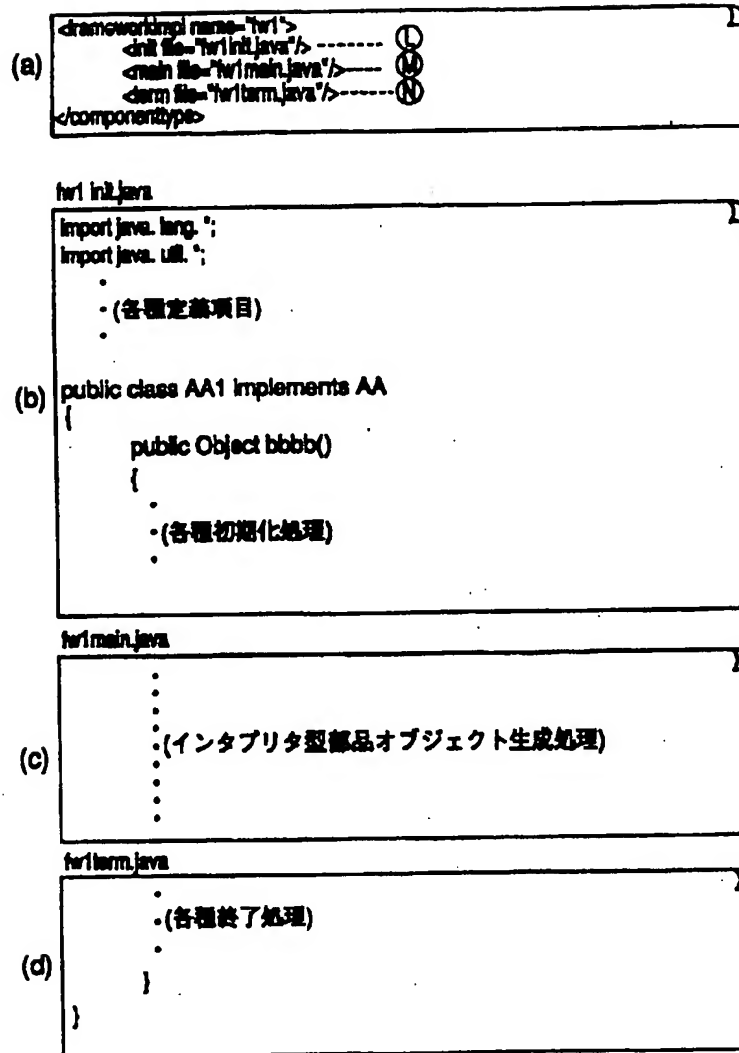 (a)
<frameworkimpl name="fw1">
<init file="fw1init.java"/> -------- Ⓛ
<main file="fw1main.java"/>----- Ⓜ
<term file="fw1term.java"/>------Ⓝ
</componenttype>
fw1init.java
(b)
import java. lang. *;
import java. util. *;
・
・(各種定義項目)
・
public class AA1 implements AA
{
public Object bbbb()
{
・
・(各種初期化処理)
・
fw1main.java
(c)
・
・
・
・
・(インタプリタ型部品オブジェクト生成処理)
・
・
・
・
fw1term.java
(d)
・
・(各種終了処理)
・
}
}